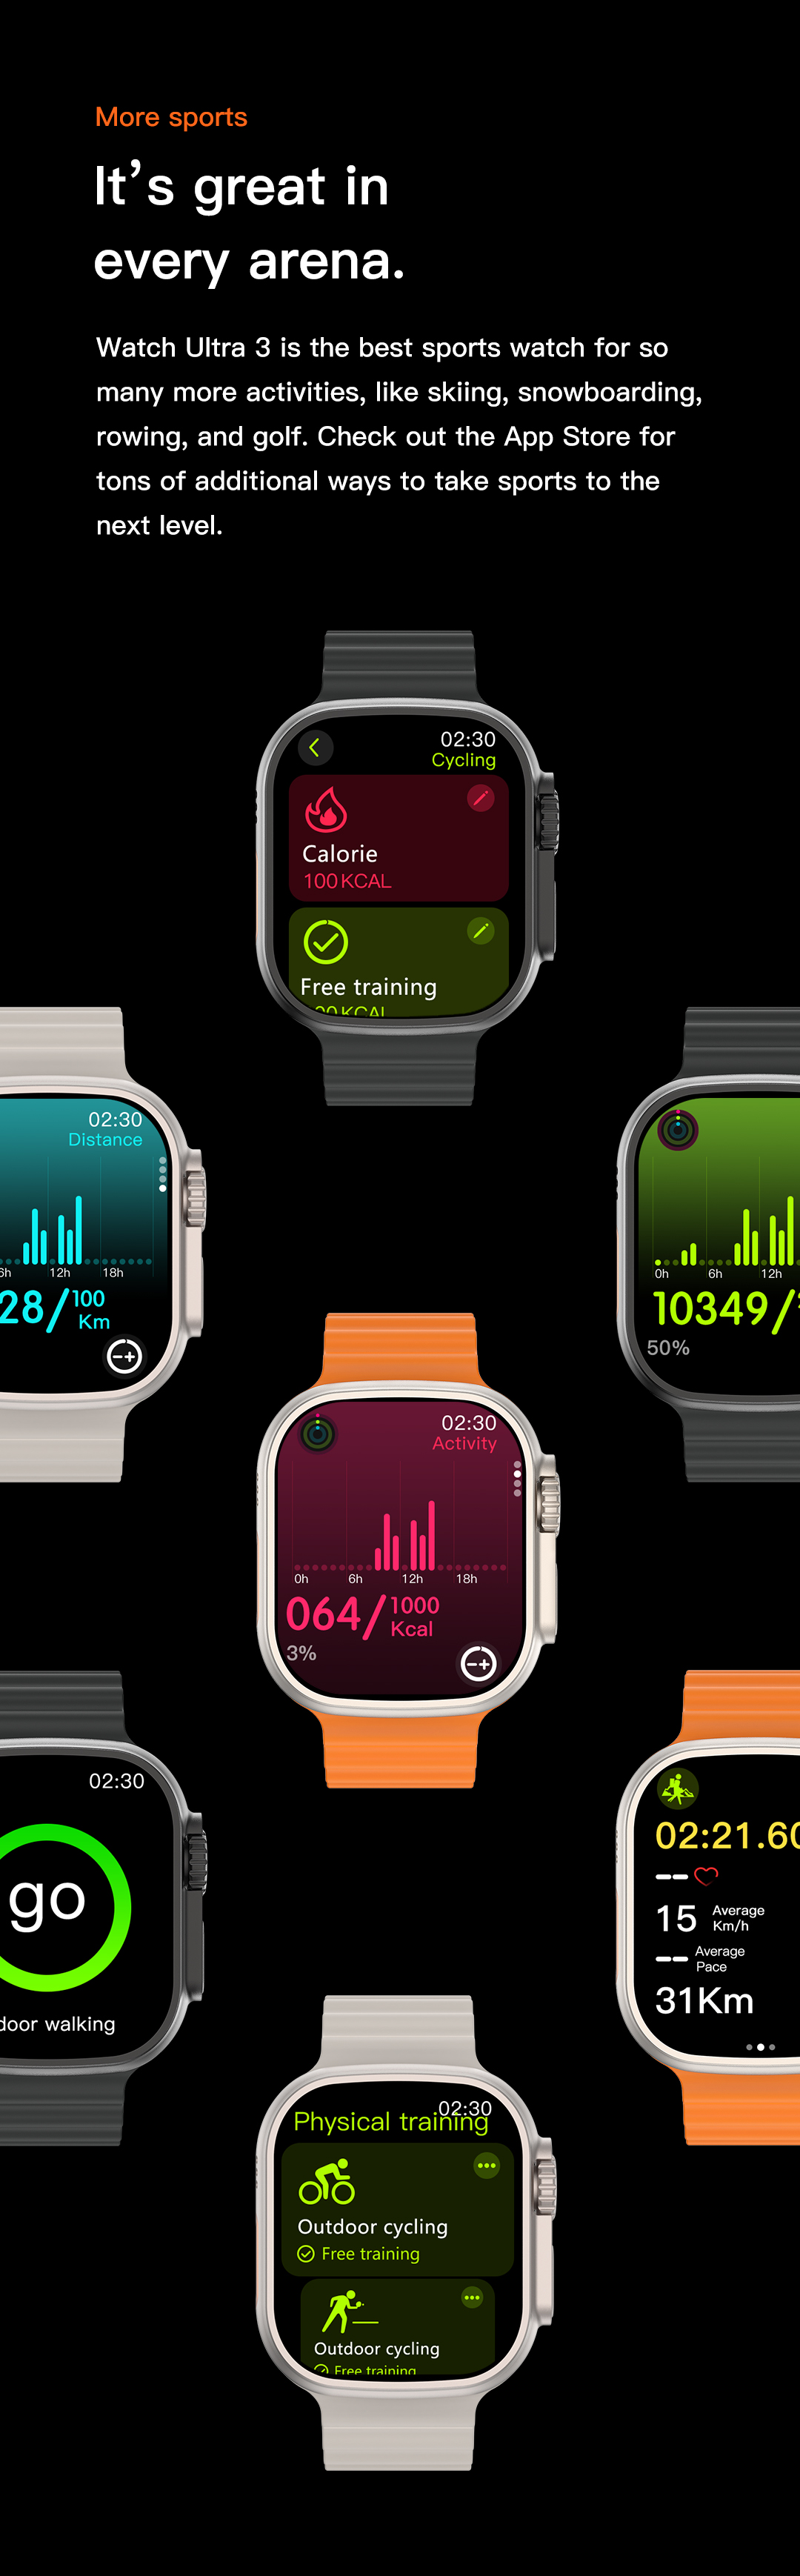 More sports
It’s great in
every arena.
Watch Ultra 3 is the best sports watch for so
many more activities, like skiing, snowboarding,
rowing, and golf. Check out the App Store for
tons of additional ways to take sports to the
next level.
02:30
Cycling
Calorie
100 KCAL
Free training
00 KCAL
02:30
Distance
6h 12h 18h
28/100
Km
0h 6h 12h
10349/
50%
02:30
Activity
0h 6h 12h 18h
064/1000
Kcal
3%
02:30
go
door walking
02:21.60
-- 
15 Average
Km/h
-- Average
Pace
31Km
02:30
Physical training
Outdoor cycling
Free training
Outdoor cycling
Free training